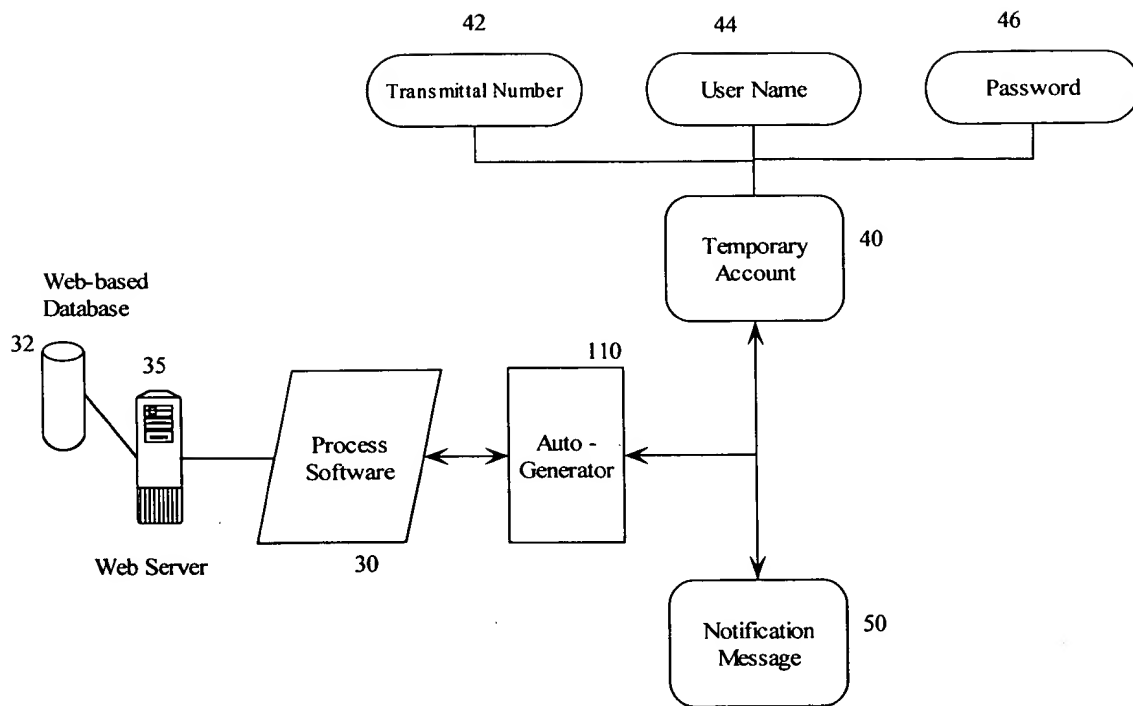 42
44
46
Transmittal Number
User Name
Password
Temporary
Account
40
Web-based
Database
32
35
110
Process
Software
Auto -
Generator
30
Web Server
Notification
Message
50